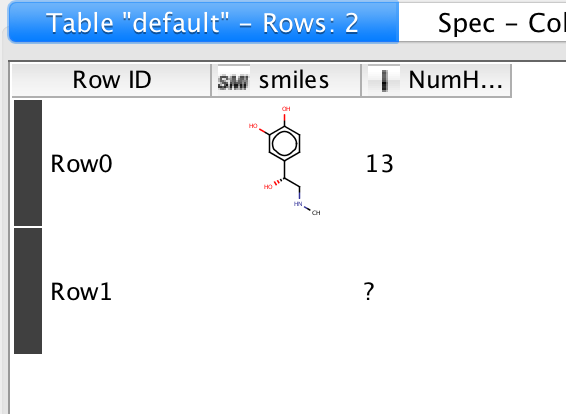 Table "default" – Rows: 2 Spec – Col
Row ID SMI smiles I NumH...
OH
HO
Row0 13
HO
HN
CH
Row1 ?